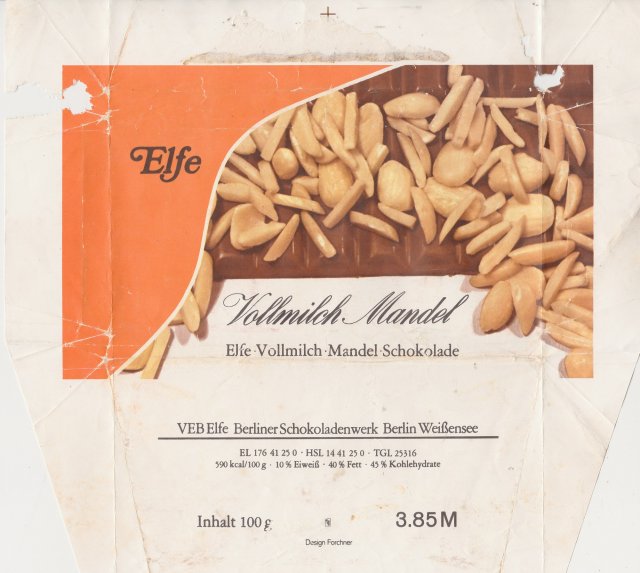 Elfe
Vollmilch Mandel
Elfe·Vollmilch·Mandel·Schokolade
VEB Elfe Berliner Schokoladenwerk Berlin Weißensee
EL 176 41 25 0 · HSL 14 41 25 0 · TGL 25316
590 kcal/100 g · 10 % Eiweiß · 40 % Fett · 45 % Kohlehydrate
Inhalt 100 g 3.85 M
Design Forchner